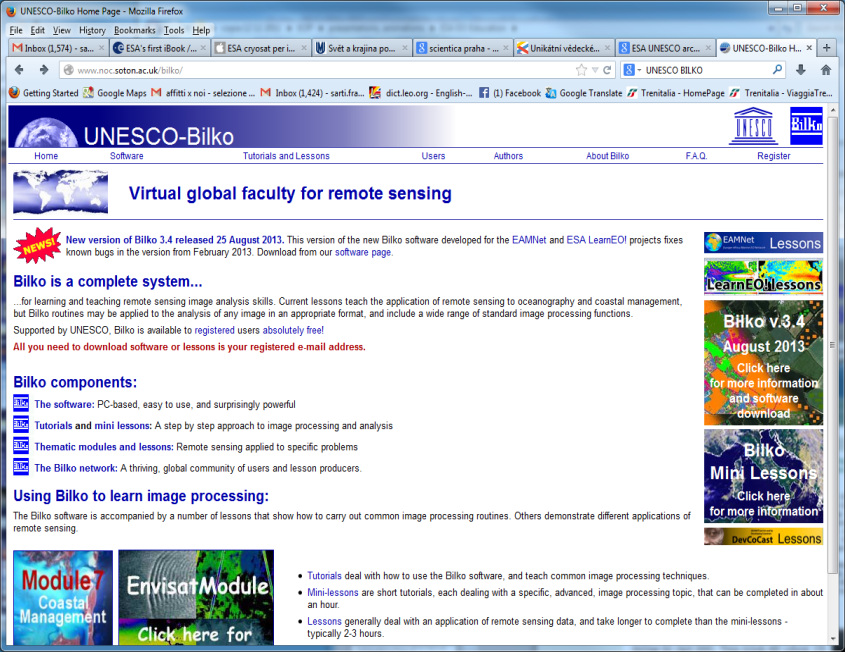 UNESCO-Bilko Home Page - Mozilla Firefox
File Edit View History Bookmarks Tools Help
Inbox (1,574) - sa... ESA's first iBook /... ESA cryosat per i... Svět a krajina po... scientica praha - ... Unikátní védecké... ESA UNESCO arc... UNESCO-Bilko H...
www.noc.soton.ac.uk/bilko/ UNESCO BILKO
Getting Started Google Maps affitti x noi - selezione ... Inbox (1,424) - sarti.fra... dict.leo.org - English-... (1) Facebook Google Translate Trenitalia - HomePage Trenitalia - ViaggiaTre...
UNESCO-Bilko UNESCO Bilko
Home Software Tutorials and Lessons Users Authors About Bilko F.A.Q. Register
Virtual global faculty for remote sensing
NEWS! New version of Bilko 3.4 released 25 August 2013. This version of the new Bilko software developed for the EAMNet and ESA LearnEO! projects fixes
known bugs in the version from February 2013. Download from our software page.
Bilko is a complete system...
...for learning and teaching remote sensing image analysis skills. Current lessons teach the application of remote sensing to oceanography and coastal management,
but Bilko routines may be applied to the analysis of any image in an appropriate format, and include a wide range of standard image processing functions.
Supported by UNESCO, Bilko is available to registered users absolutely free!
All you need to download software or lessons is your registered e-mail address.
Bilko components:
Bilko The software: PC-based, easy to use, and surprisingly powerful
Bilko Tutorials and mini lessons: A step by step approach to image processing and analysis
Bilko Thematic modules and lessons: Remote sensing applied to specific problems
Bilko The Bilko network: A thriving, global community of users and lesson producers.
Using Bilko to learn image processing:
The Bilko software is accompanied by a number of lessons that show how to carry out common image processing routines. Others demonstrate different applications of
remote sensing.
Module 7
Coastal
Management
EnvisatModule
Click here for
Tutorials deal with how to use the Bilko software, and teach common image processing techniques.
Mini-lessons are short tutorials, each dealing with a specific, advanced, image processing topic, that can be completed in about
an hour.
Lessons generally deal with an application of remote sensing data, and take longer to complete than the mini-lessons -
typically 2-3 hours.
EAMNet Lessons
LearnEO! lessons
Bilko v.3.4
August 2013
Click here
for more information
and software
download
Bilko
Mini Lessons
Click here
for more information
DevCoCast Lessons